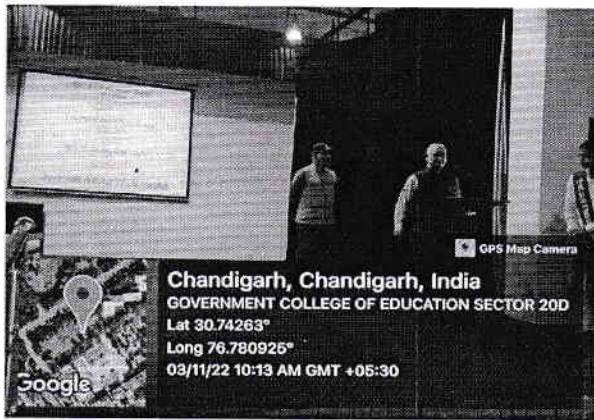 GPS Map Camera
Chandigarh, Chandigarh, India
GOVERNMENT COLLEGE OF EDUCATION SECTOR 20D
Lat 30.74263°
Long 76.780925°
03/11/22 10:13 AM GMT +05:30
Google